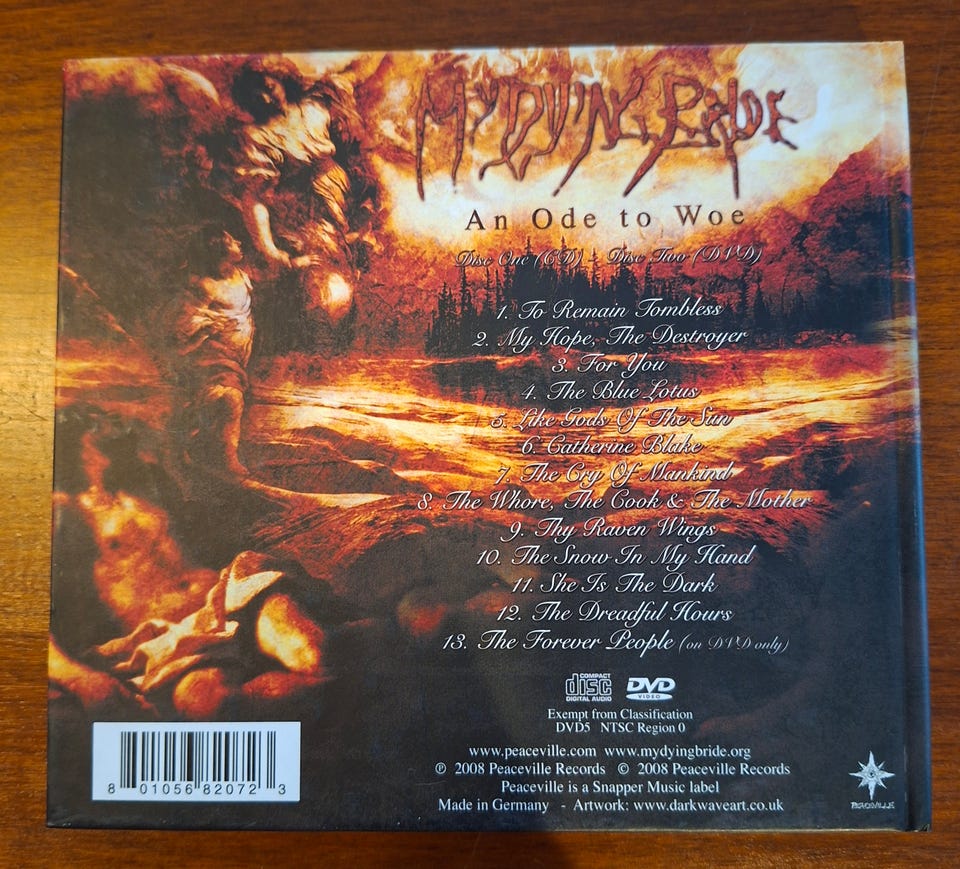 My Dying Bride
An Ode to Woe
Disc One (CD) - Disc Two (DVD)
1. To Remain Tombless
2. My Hope, The Destroyer
3. For You
4. The Blue Lotus
5. Like Gods Of The Sun
6. Catherine Blake
7. The Cry Of Mankind
8. The Whore, The Cook & The Mother
9. Thy Raven Wings
10. The Snow In My Hand
11. She Is The Dark
12. The Dreadful Hours
13. The Forever People (on DVD only)
COMPACT disc DIGITAL AUDIO DVD VIDEO
Exempt from Classification
DVD5 NTSC Region 0
www.peaceville.com www.mydyingbride.org
℗ 2008 Peaceville Records © 2008 Peaceville Records
Peaceville is a Snapper Music label
Made in Germany - Artwork: www.darkwaveart.co.uk
8 01056 82072 3
PEACEVILLE